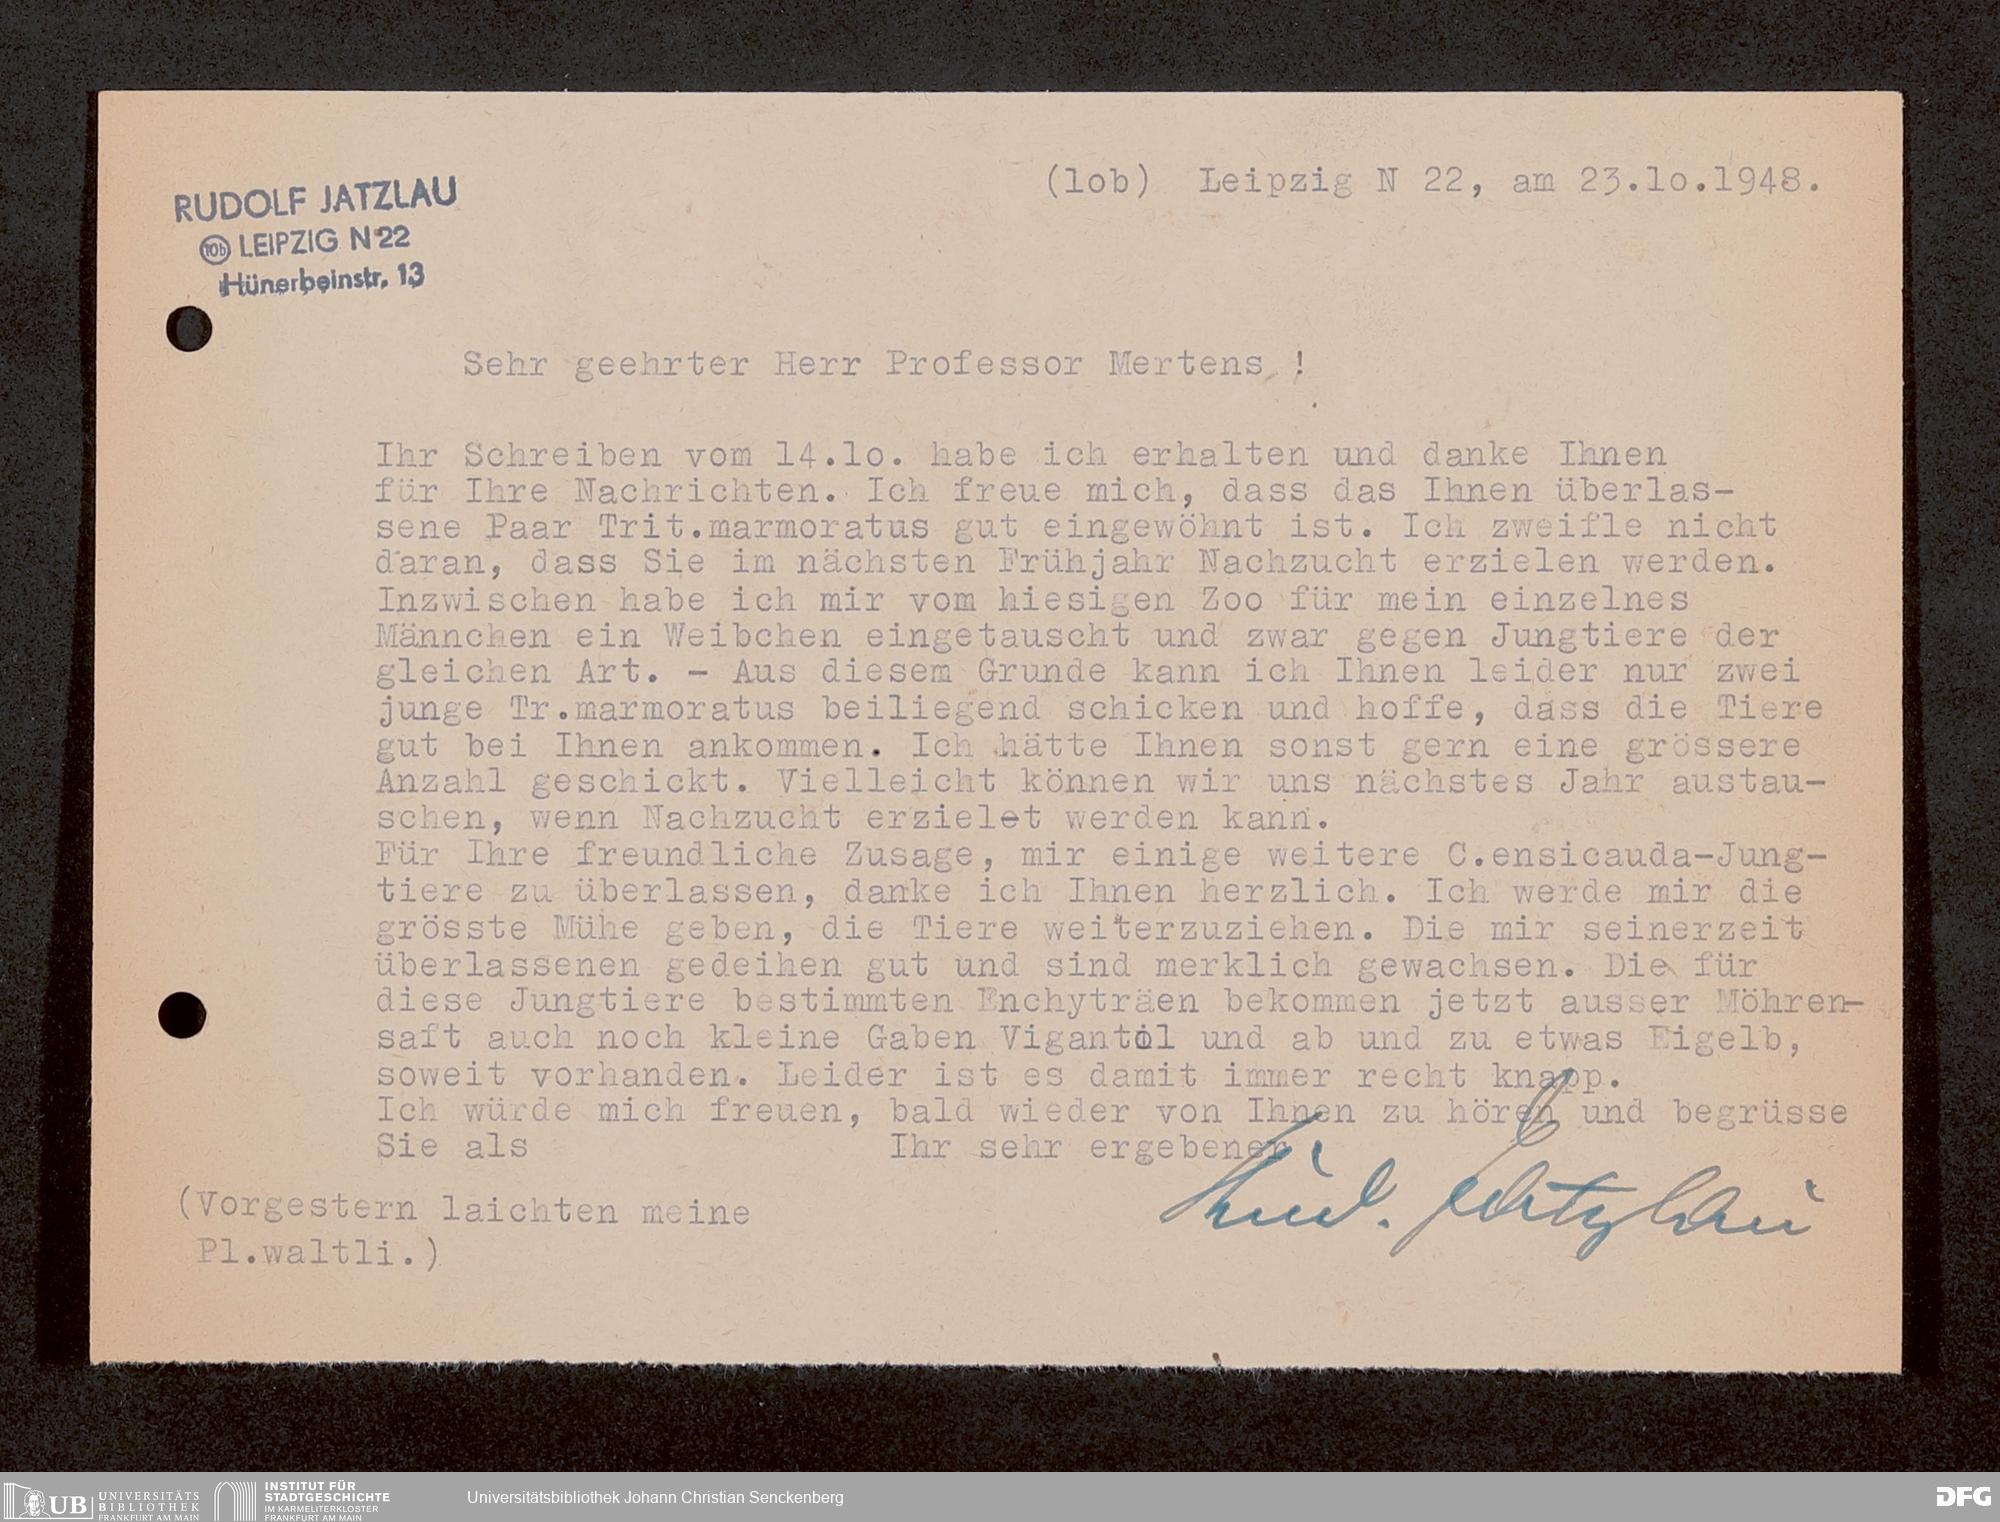 RUDOLF JATZLAU
10b LEIPZIG N 22
Hünerbeinstr. 13
(lob) Leipzig N 22, am 23.lo.1948.
Sehr geehrter Herr Professor Mertens !
Ihr Schreiben vom 14.lo. habe ich erhalten und danke Ihnen
für Ihre Nachrichten. Ich freue mich, dass das Ihnen überlas-
sene Paar Trit.marmoratus gut eingewöhnt ist. Ich zweifle nicht
daran, dass Sie im nächsten Frühjahr Nachzucht erzielen werden.
Inzwischen habe ich mir vom hiesigen Zoo für mein einzelnes
Männchen ein Weibchen eingetauscht und zwar gegen Jungtiere der
gleichen Art. - Aus diesem Grunde kann ich Ihnen leider nur zwei
junge Tr.marmoratus beiliegend schicken und hoffe, dass die Tiere
gut bei Ihnen ankommen. Ich hätte Ihnen sonst gern eine grössere
Anzahl geschickt. Vielleicht können wir uns nächstes Jahr austau-
schen, wenn Nachzucht erzielet werden kann.
Für Ihre freundliche Zusage, mir einige weitere C.ensicauda-Jung-
tiere zu überlassen, danke ich Ihnen herzlich. Ich werde mir die
grösste Mühe geben, die Tiere weiterzuziehen. Die mir seinerzeit
überlassenen gedeihen gut und sind merklich gewachsen. Die für
diese Jungtiere bestimmten Enchyträen bekommen jetzt ausser Möhren-
saft auch noch kleine Gaben Vigantol und ab und zu etwas Eigelb,
soweit vorhanden. Leider ist es damit immer recht knapp.
Ich würde mich freuen, bald wieder von Ihnen zu hören und begrüsse
Sie als Ihr sehr ergebener
Rud. Jatzlau
(Vorgestern laichten meine
Pl.waltli.)
UB UNIVERSITÄTS
BIBLIOTHEK
FRANKFURT AM MAIN
INSTITUT FÜR
STADTGESCHICHTE
IM KARMELITERKLOSTER
FRANKFURT AM MAIN
Universitätsbibliothek Johann Christian Senckenberg
DFG